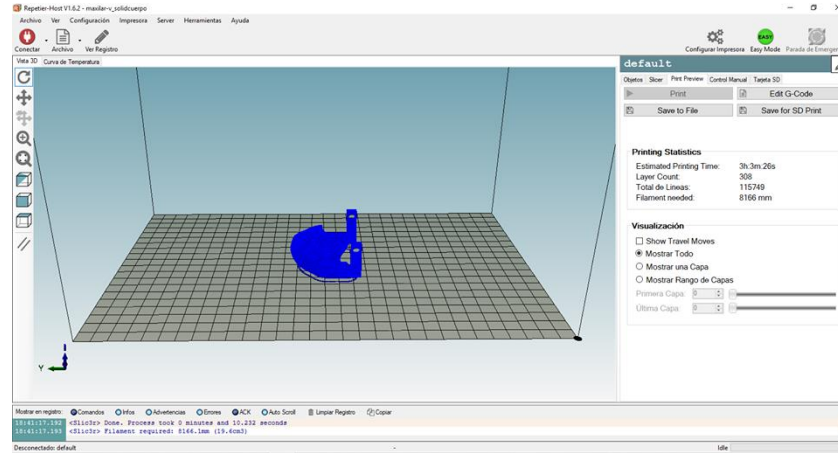 Repetier-Host V1.6.2 - maxilar-v_solidcuerpo
Archivo Ver Configuración Impresora Server Herramientas Ayuda
Conectar Archivo Ver Registro Configurar Impresora Easy Mode Parada de Emergen
EASY
Vista 3D Curva de Temperatura
default
Objetos Slicer Print Preview Control Manual Tarjeta SD
Print Edit G-Code
Save to File Save for SD Print
Printing Statistics
Estimated Printing Time: 3h:3m:26s
Layer Count: 308
Total de Lineas: 115749
Filament needed: 8166 mm
Visualización
Show Travel Moves
Mostrar Todo
Mostrar una Capa
Mostrar Rango de Capas
Primera Capa: 0
Última Capa: 0
Y
Mostrar en registro: Comandos Infos Advertencias Errores ACK Auto Scroll Limpiar Registro Copiar
18:41:17.192 <Slic3r> Done. Process took 0 minutes and 10.232 seconds
18:41:17.193 <Slic3r> Filament required: 8166.1mm (19.6cm3)
Desconectado: default - Idle